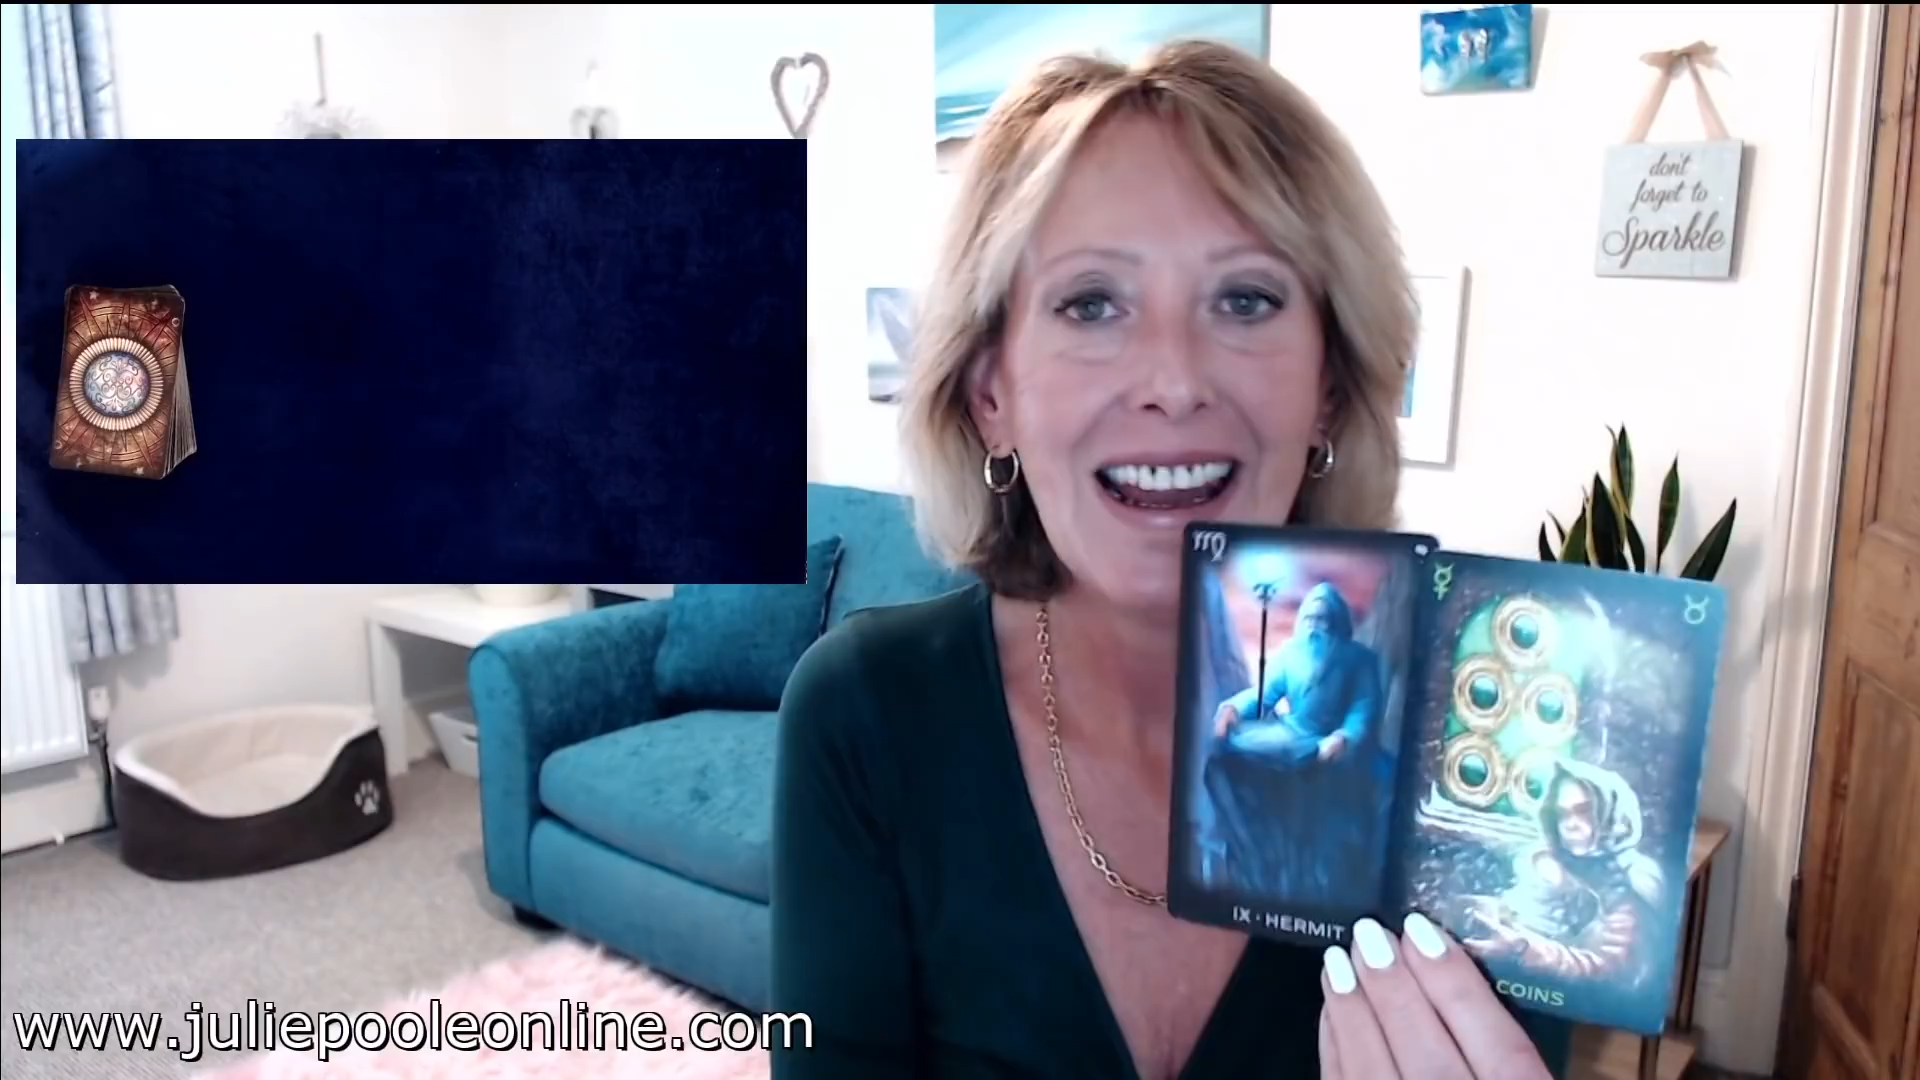 don't
forget to
Sparkle
IX · HERMIT
COINS
www.juliepooleonline.com